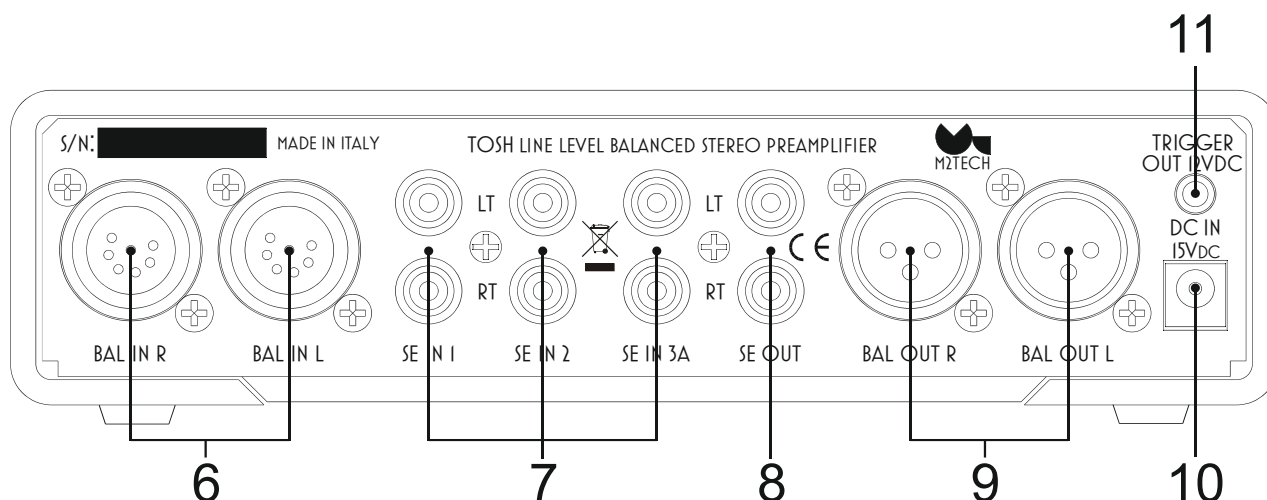 11
S/N:
MADE IN ITALY
TOSH LINE LEVEL BALANCED STEREO PREAMPLIFIER
M2TECH
TRIGGER
OUT 12VDC
LT
LT
DC IN
15VDC
CE
RT
RT
BAL IN R
BAL IN L
SE IN 1
SE IN 2
SE IN 3A
SE OUT
BAL OUT R
BAL OUT L
6
7
8
9
10